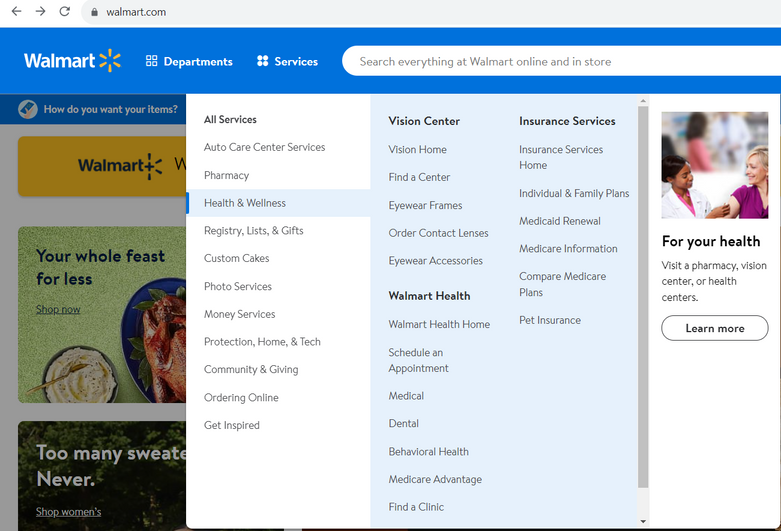 walmart.com
Walmart
Departments
Services
Search everything at Walmart online and in store
How do you want your items?
Walmart W
Your whole feast
for less
Shop now
Too many sweate
Never.
Shop women's
All Services
Auto Care Center Services
Pharmacy
Health & Wellness
Registry, Lists, & Gifts
Custom Cakes
Photo Services
Money Services
Protection, Home, & Tech
Community & Giving
Ordering Online
Get Inspired
Vision Center
Vision Home
Find a Center
Eyewear Frames
Order Contact Lenses
Eyewear Accessories
Walmart Health
Walmart Health Home
Schedule an
Appointment
Medical
Dental
Behavioral Health
Medicare Advantage
Find a Clinic
Insurance Services
Insurance Services
Home
Individual & Family Plans
Medicaid Renewal
Medicare Information
Compare Medicare
Plans
Pet Insurance
For your health
Visit a pharmacy, vision
center, or health
centers.
Learn more